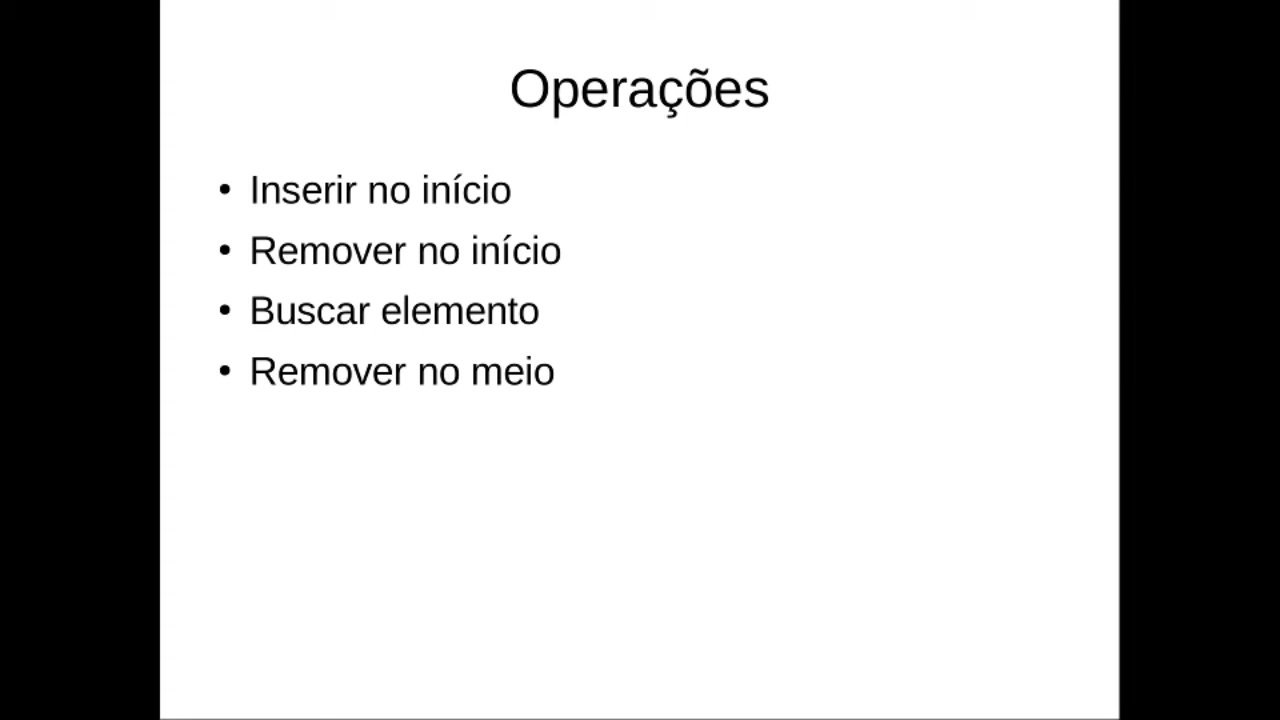 Operações
• Inserir no início
• Remover no início
• Buscar elemento
• Remover no meio